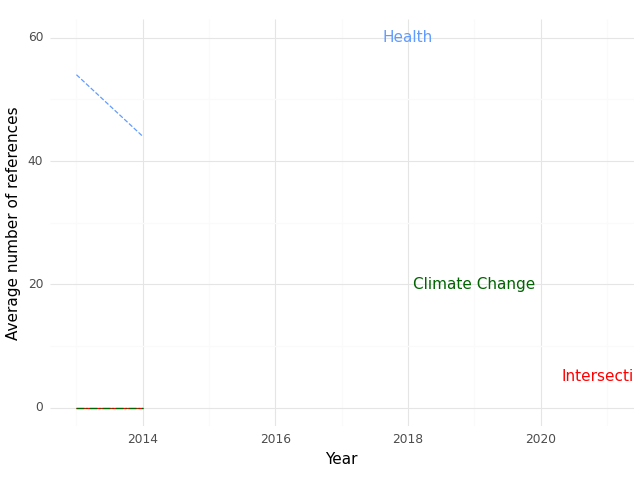 Average number of references
60
40
20
0
Health
Climate Change
Intersecti
2014
2016
2018
2020
Year